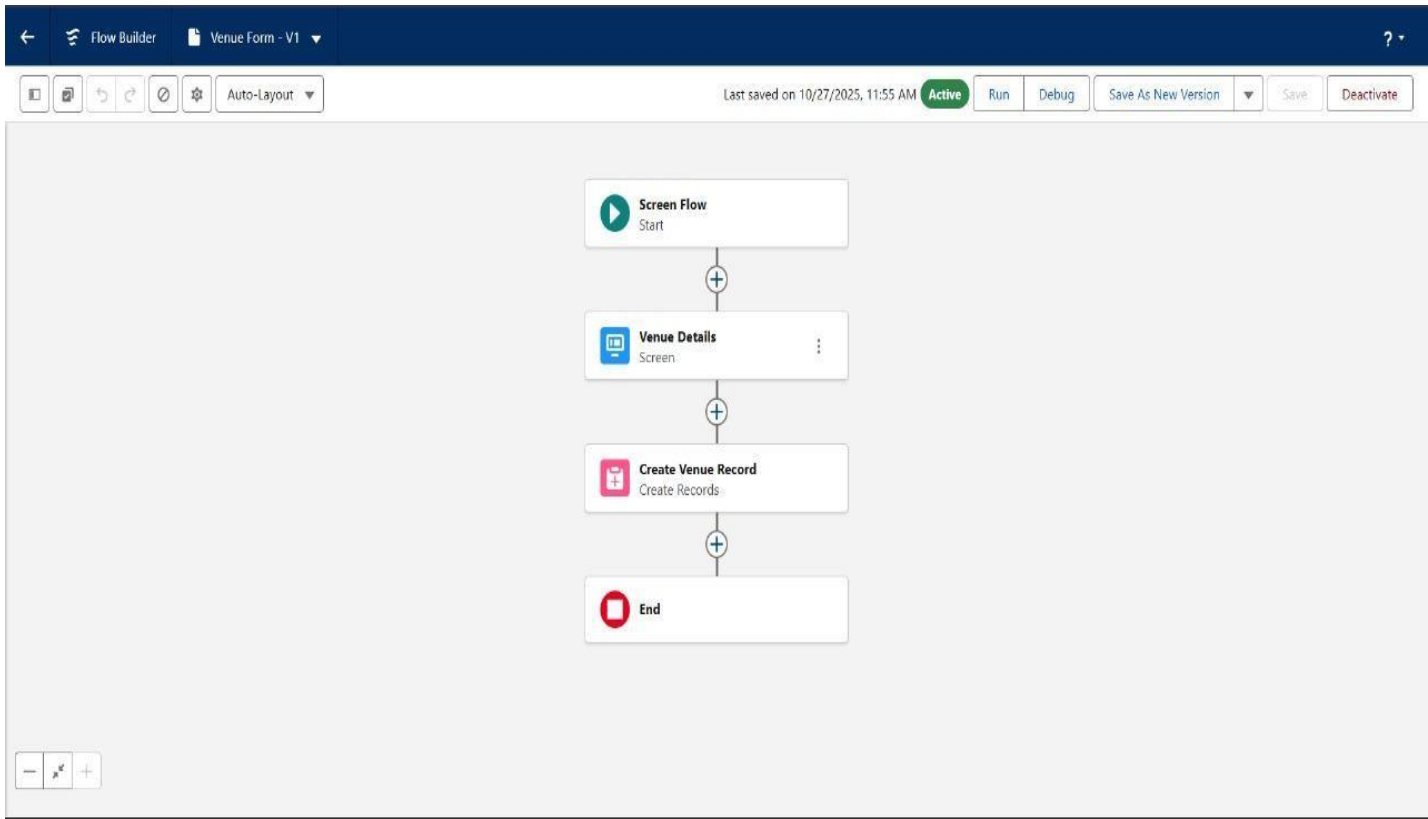 Flow Builder Venue Form - V1 ?
Auto-Layout Last saved on 10/27/2025, 11:55 AM Active Run Debug Save As New Version Save Deactivate
Screen Flow
Start
Venue Details
Screen
Create Venue Record
Create Records
End